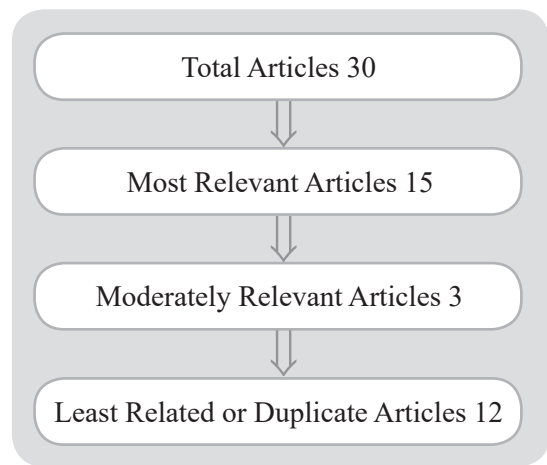 Total Articles 30
Most Relevant Articles 15
Moderately Relevant Articles 3
Least Related or Duplicate Articles 12